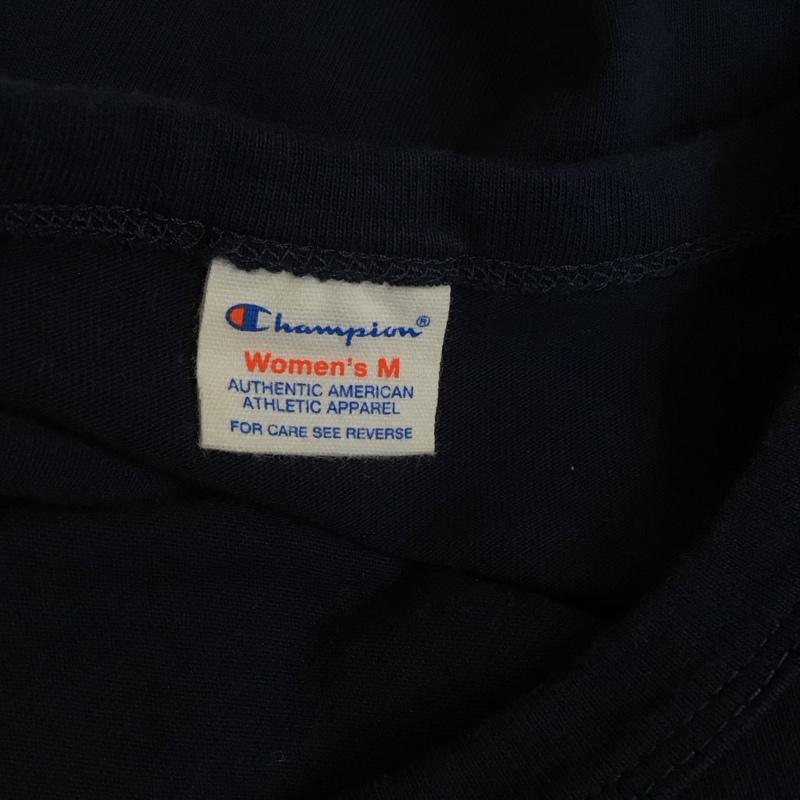 Champion®
Women's M
AUTHENTIC AMERICAN
ATHLETIC APPAREL
FOR CARE SEE REVERSE